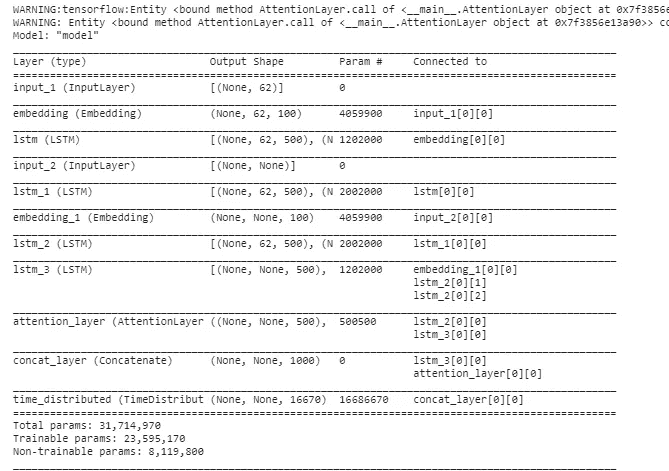 WARNING:tensorflow:Entity <bound method AttentionLayer.call of <__main__.AttentionLayer object at 0x7f3856e
WARNING: Entity <bound method AttentionLayer.call of <__main__.AttentionLayer object at 0x7f3856e13a90>> co
Model: "model"
Layer (type) Output Shape Param # Connected to
input_1 (InputLayer) [(None, 62)] 0
embedding (Embedding) (None, 62, 100) 4059900 input_1[0][0]
lstm (LSTM) [(None, 62, 500), (N 1202000 embedding[0][0]
input_2 (InputLayer) [(None, None)] 0
lstm_1 (LSTM) [(None, 62, 500), (N 2002000 lstm[0][0]
embedding_1 (Embedding) (None, None, 100) 4059900 input_2[0][0]
lstm_2 (LSTM) [(None, 62, 500), (N 2002000 lstm_1[0][0]
lstm_3 (LSTM) [(None, None, 500), 1202000 embedding_1[0][0]
lstm_2[0][1]
lstm_2[0][2]
attention_layer (AttentionLayer ((None, None, 500), 500500 lstm_2[0][0]
lstm_3[0][0]
concat_layer (Concatenate) (None, None, 1000) 0 lstm_3[0][0]
attention_layer[0][0]
time_distributed (TimeDistribut (None, None, 16670) 16686670 concat_layer[0][0]
Total params: 31,714,970
Trainable params: 23,595,170
Non-trainable params: 8,119,800